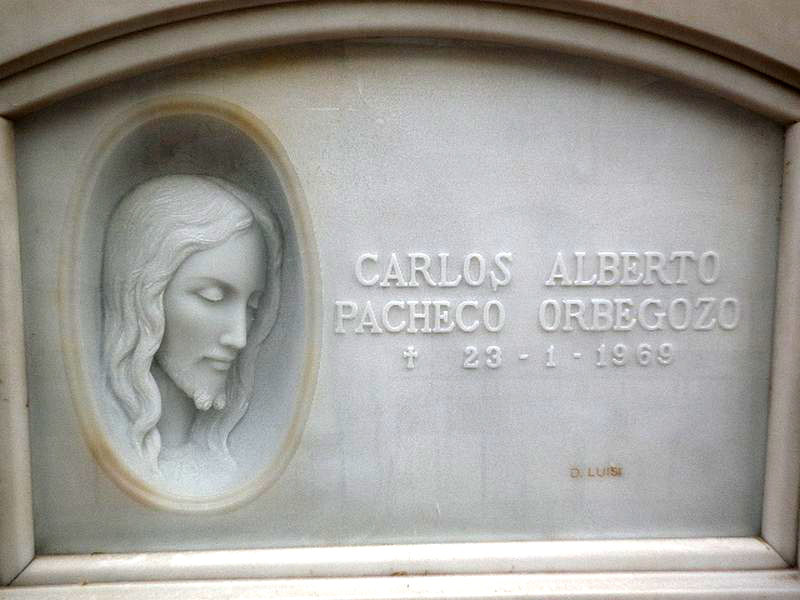 CARLOS ALBERTO
PACHECO ORBEGOZO
✝ 23 - 1 - 1969
D. LUISI